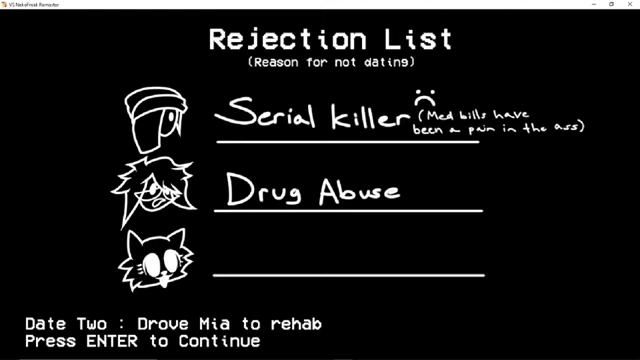 VS NekoFreak Remaster
Rejection List
(Reason for not dating)
Serial killer :( (Med bills have
been a pain in the ass)
Drug Abuse
Date Two : Drove Mia to rehab
Press ENTER to Continue